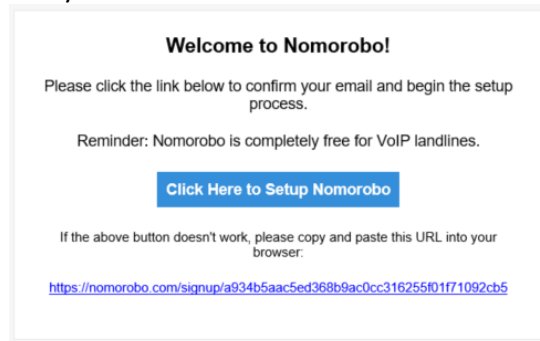 Welcome to Nomorobo!
Please click the link below to confirm your email and begin the setup
process.
Reminder: Nomorobo is completely free for VoIP landlines.
Click Here to Setup Nomorobo
If the above button doesn't work, please copy and paste this URL into your
browser:
https://nomorobo.com/signup/a934b5aac5ed368b9ac0cc316255f01f71092cb5